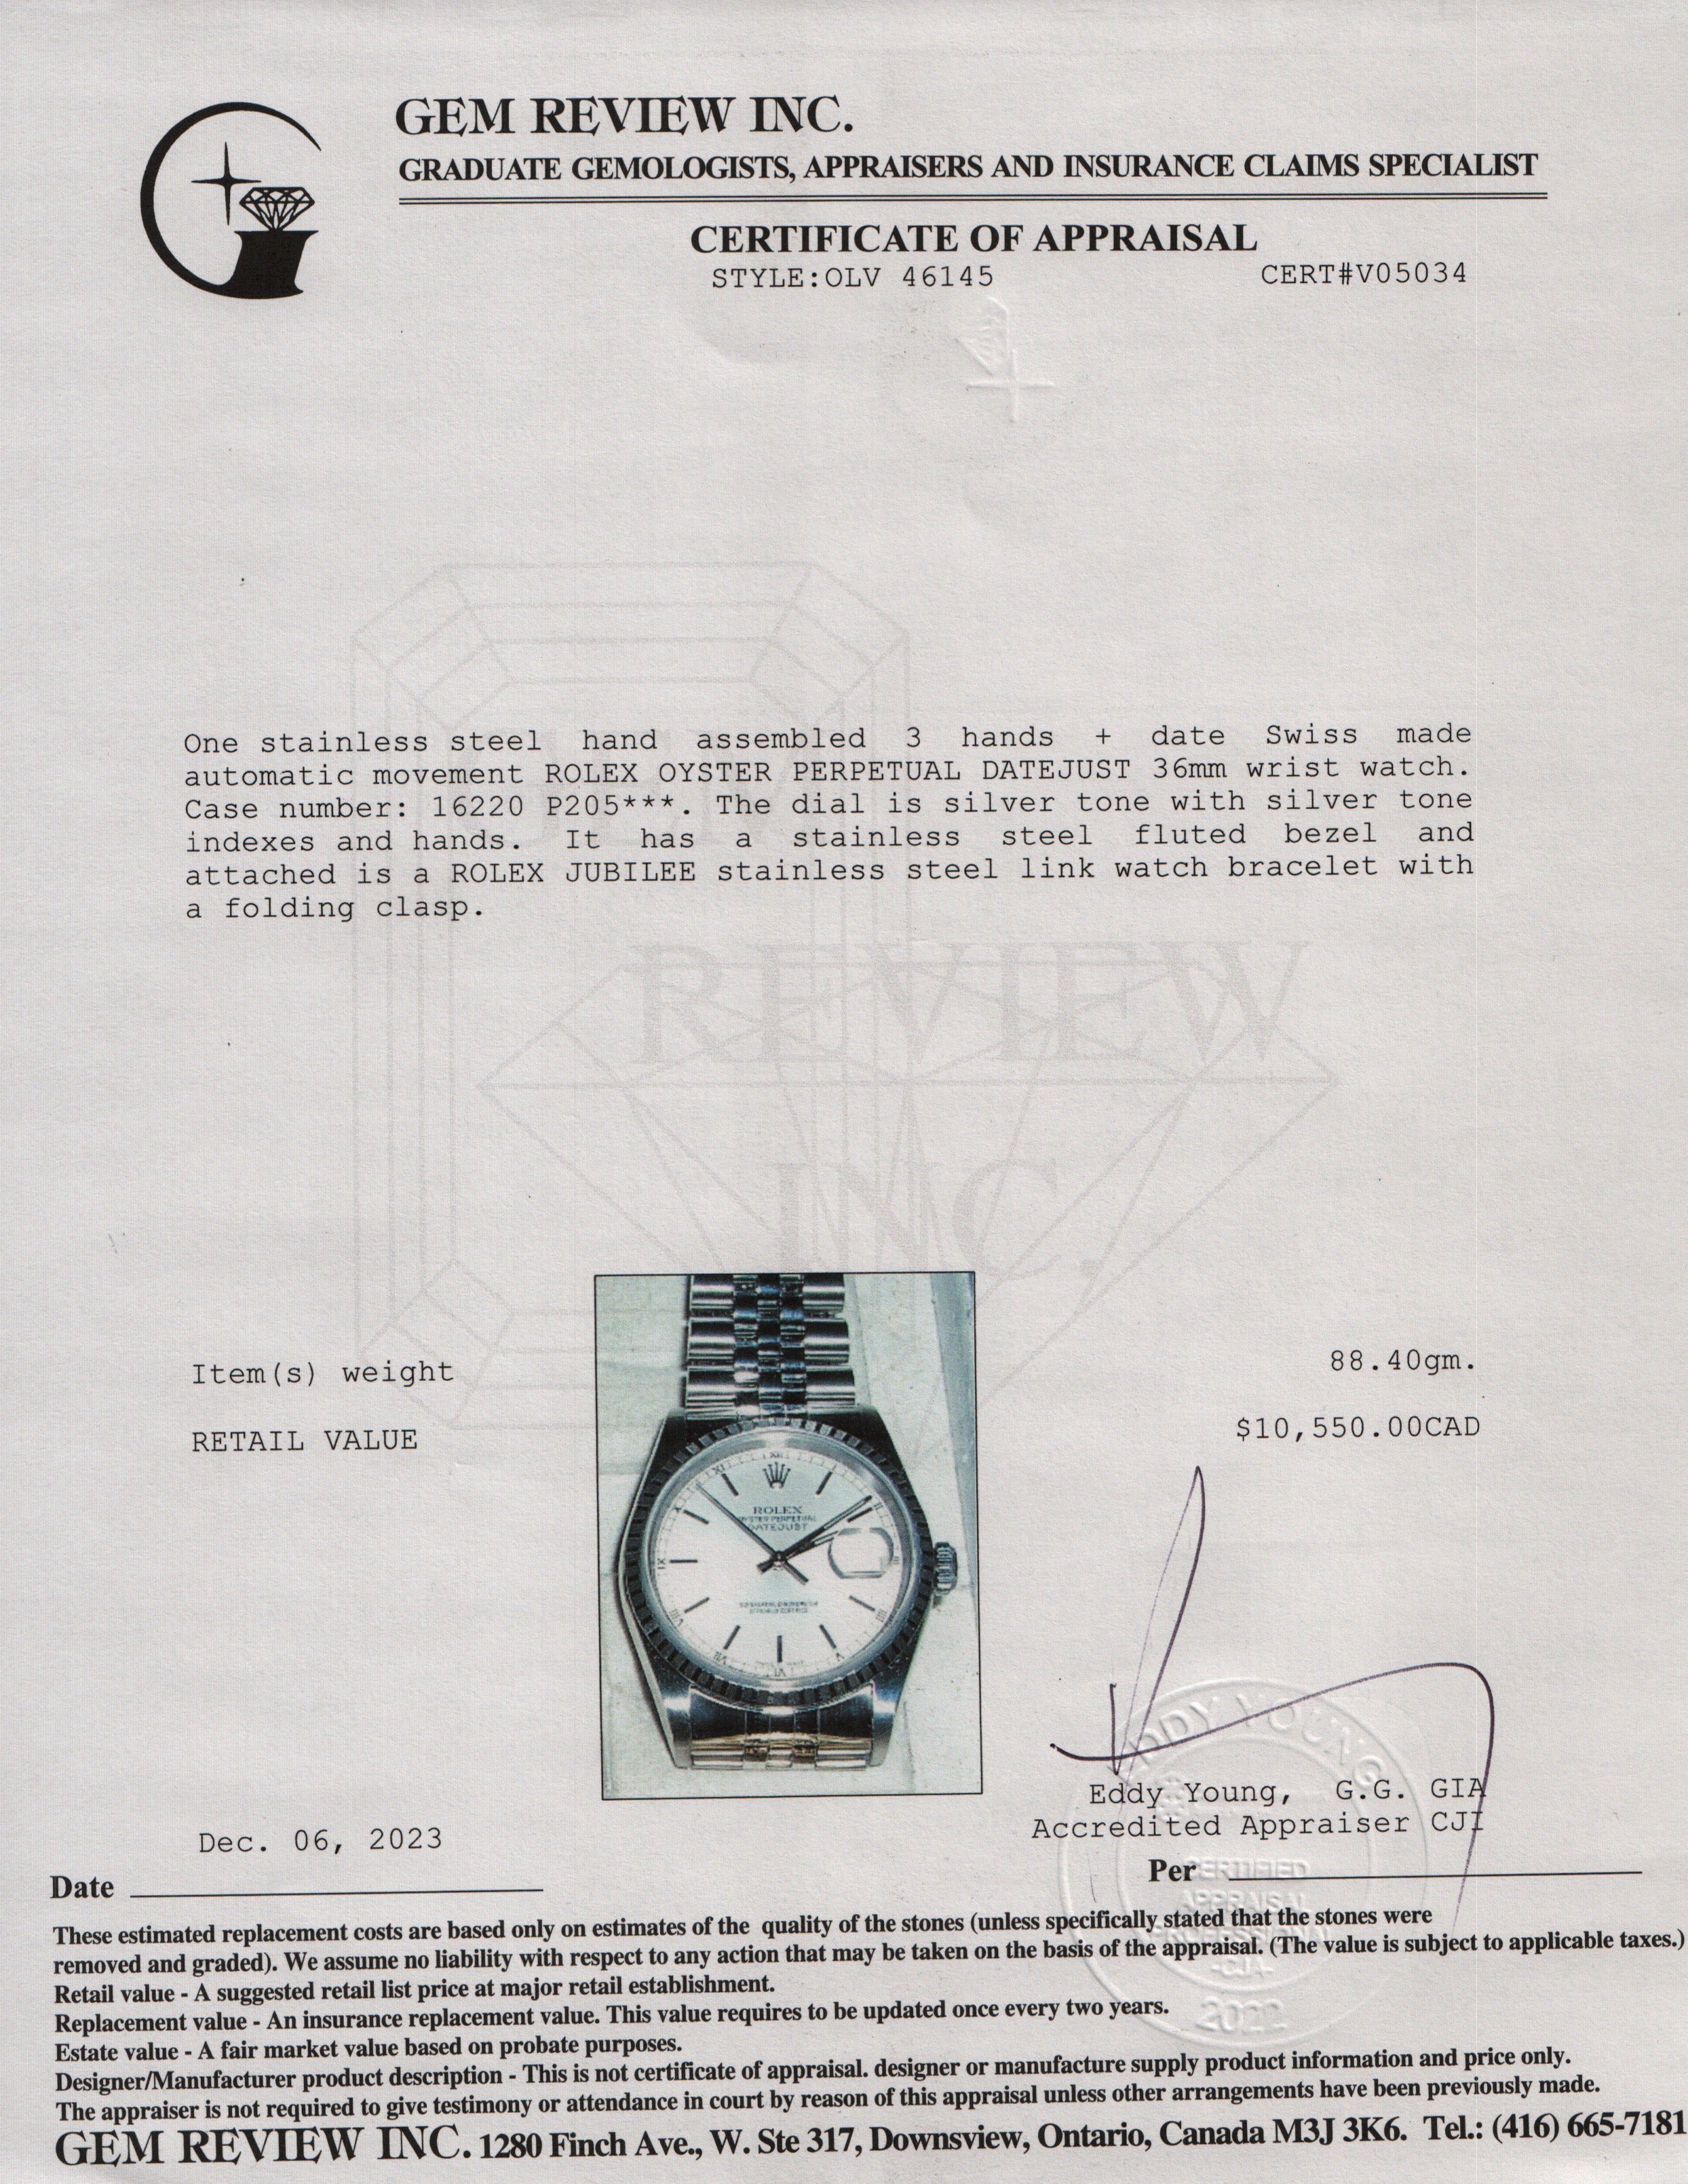 GEM REVIEW INC.
GRADUATE GEMOLOGISTS, APPRAISERS AND INSURANCE CLAIMS SPECIALIST
CERTIFICATE OF APPRAISAL
STYLE:OLV 46145 CERT#V05034
One stainless steel hand assembled 3 hands + date Swiss made
automatic movement ROLEX OYSTER PERPETUAL DATEJUST 36mm wrist watch.
Case number: 16220 P205***. The dial is silver tone with silver tone
indexes and hands. It has a stainless steel fluted bezel and
attached is a ROLEX JUBILEE stainless steel link watch bracelet with
a folding clasp.
REVIEW
INC.
Item(s) weight 88.40gm.
RETAIL VALUE $10,550.00CAD
ROLEX
OYSTER PERPETUAL
DATEJUST
Eddy Young, G.G. GIA
Accredited Appraiser CJI
Dec. 06, 2023
Date
Per
EDDY YOUNG
CERTIFIED
APPRAISAL
PROFESSIONAL
-CJA-
2022
These estimated replacement costs are based only on estimates of the quality of the stones (unless specifically stated that the stones were
removed and graded). We assume no liability with respect to any action that may be taken on the basis of the appraisal. (The value is subject to applicable taxes.)
Retail value - A suggested retail list price at major retail establishment.
Replacement value - An insurance replacement value. This value requires to be updated once every two years.
Estate value - A fair market value based on probate purposes.
Designer/Manufacturer product description - This is not certificate of appraisal. designer or manufacture supply product information and price only.
The appraiser is not required to give testimony or attendance in court by reason of this appraisal unless other arrangements have been previously made.
GEM REVIEW INC. 1280 Finch Ave., W. Ste 317, Downsview, Ontario, Canada M3J 3K6. Tel.: (416) 665-7181